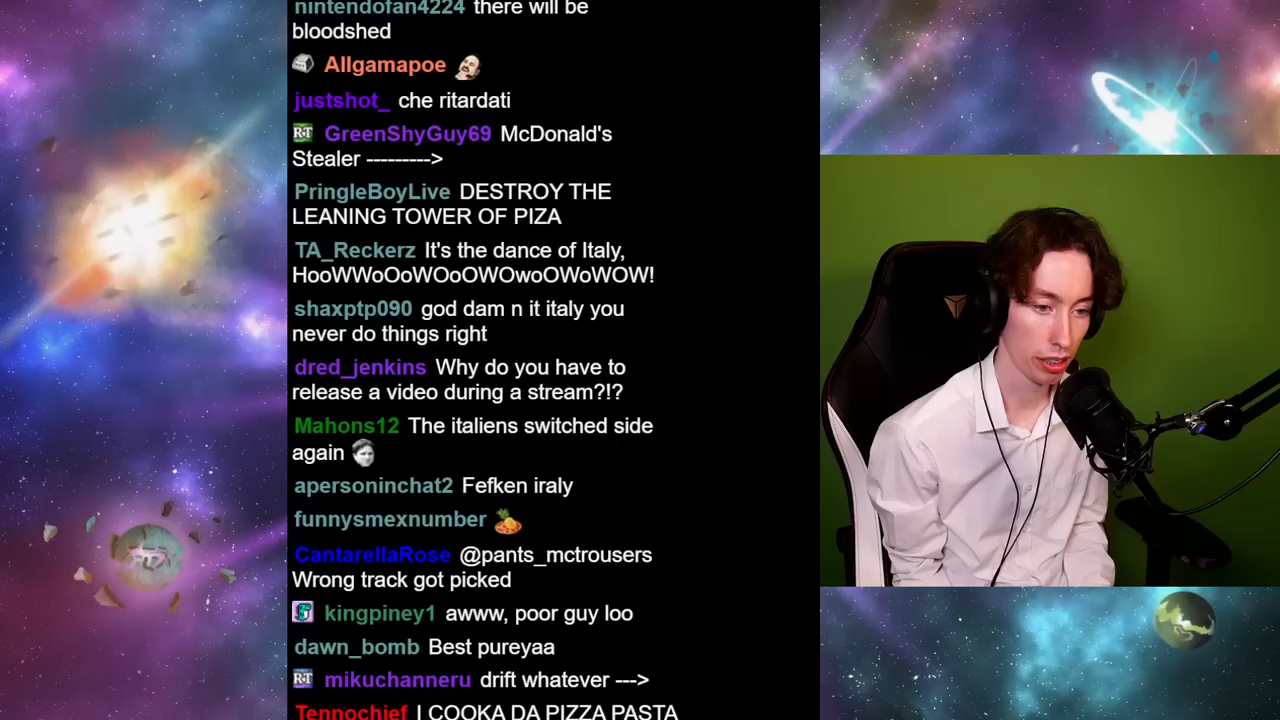 nintendofan4224 there will be
bloodshed
Allgamapoe
justshot_ che ritardati
GreenShyGuy69 McDonald's
Stealer --------->
PringleBoyLive DESTROY THE
LEANING TOWER OF PIZA
TA_Reckerz It's the dance of Italy,
HooWWoOoWOoOWOwoOWoWOW!
shaxptp090 god dam n it italy you
never do things right
dred_jenkins Why do you have to
release a video during a stream?!?
Mahons12 The italiens switched side
again
apersoninchat2 Fefken iraly
funnysmexnumber
CantarellaRose @pants_mctrousers
Wrong track got picked
kingpiney1 awww, poor guy loo
dawn_bomb Best pureyaa
mikuchanneru drift whatever --->
Tennochief I COOKA DA PIZZA PASTA